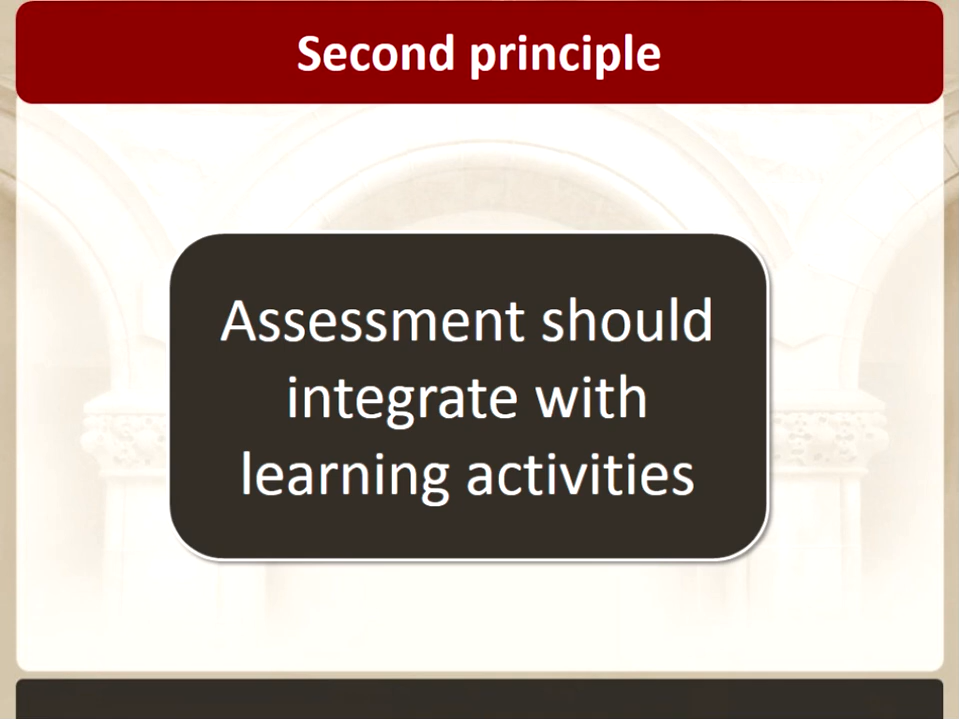 Second principle
Assessment should
integrate with
learning activities